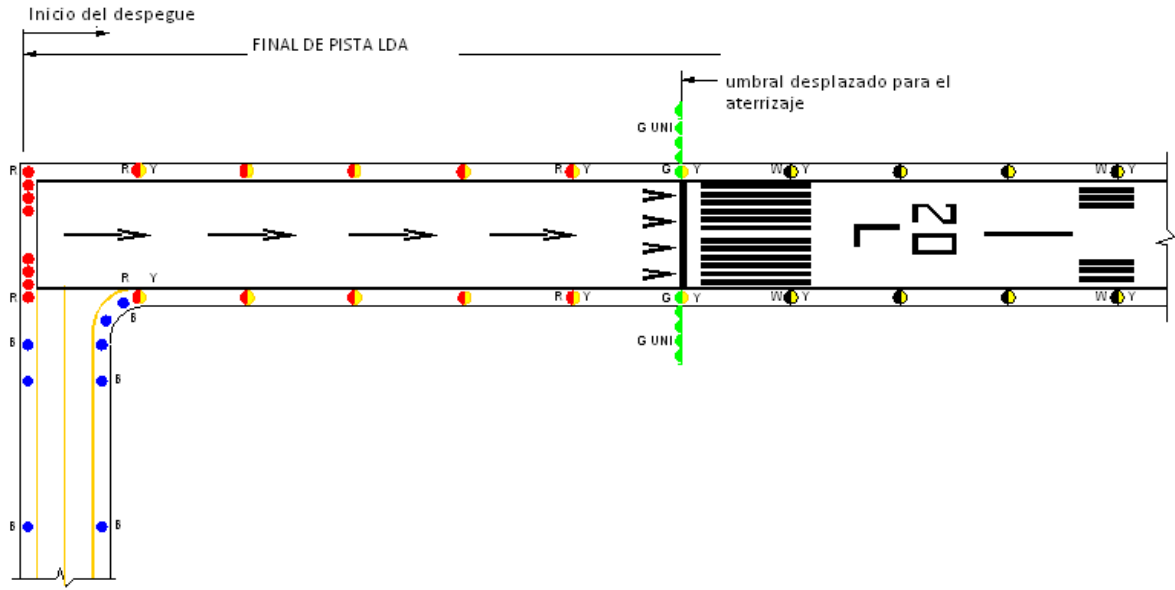 Inicio del despegue
FINAL DE PISTA LDA
umbral desplazado para el
aterrizaje
G UNI
R R Y R Y G Y W Y W Y
20
L
R Y
R R Y G Y W Y W Y
B
B G UNI
B
B B